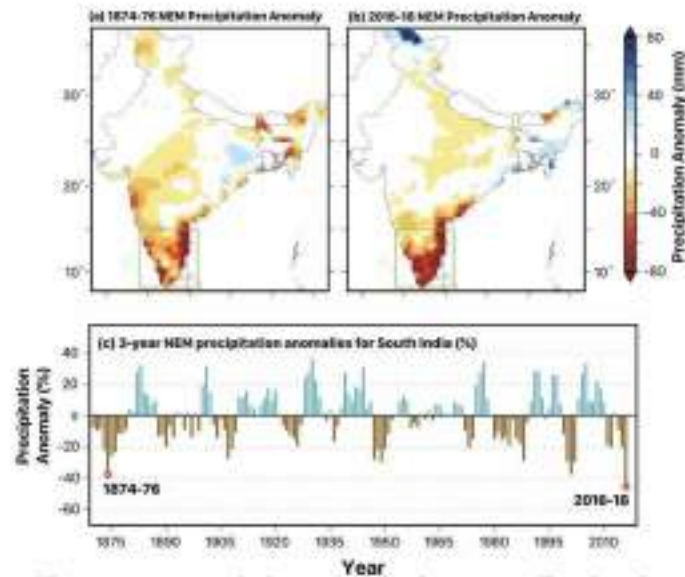 (a) 1874-76 NEM Precipitation Anomaly
(b) 2016-18 NEM Precipitation Anomaly
30°
20°
10°
30°
20°
10°
80
40
0
-40
-80
Precipitation Anomaly (mm)
(c) 3-year NEM precipitation anomalies for South India (%)
Precipitation
Anomaly (%)
40
20
0
-20
-40
-60
1874-76
2016-18
1875 1890 1905 1920 1935 1950 1965 1980 1995 2010
Year